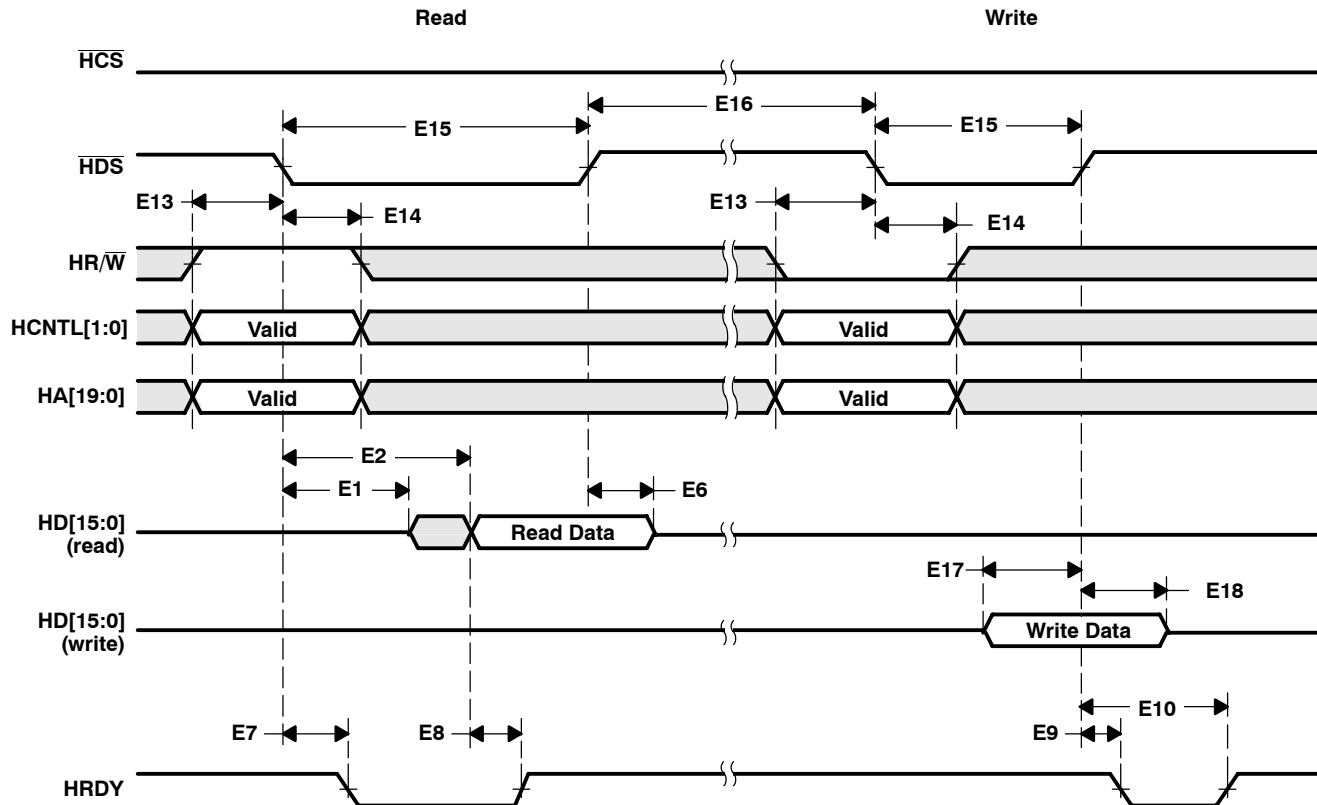 Read Write
HCS
E16
E15 E15
HDS
E13 E14 E13 E14
HR/W
HCNTL[1:0] Valid Valid
HA[19:0] Valid Valid
E2
E1 E6
HD[15:0]
(read)
Read Data
E17 E18
HD[15:0]
(write)
Write Data
E7 E8 E9 E10
HRDY